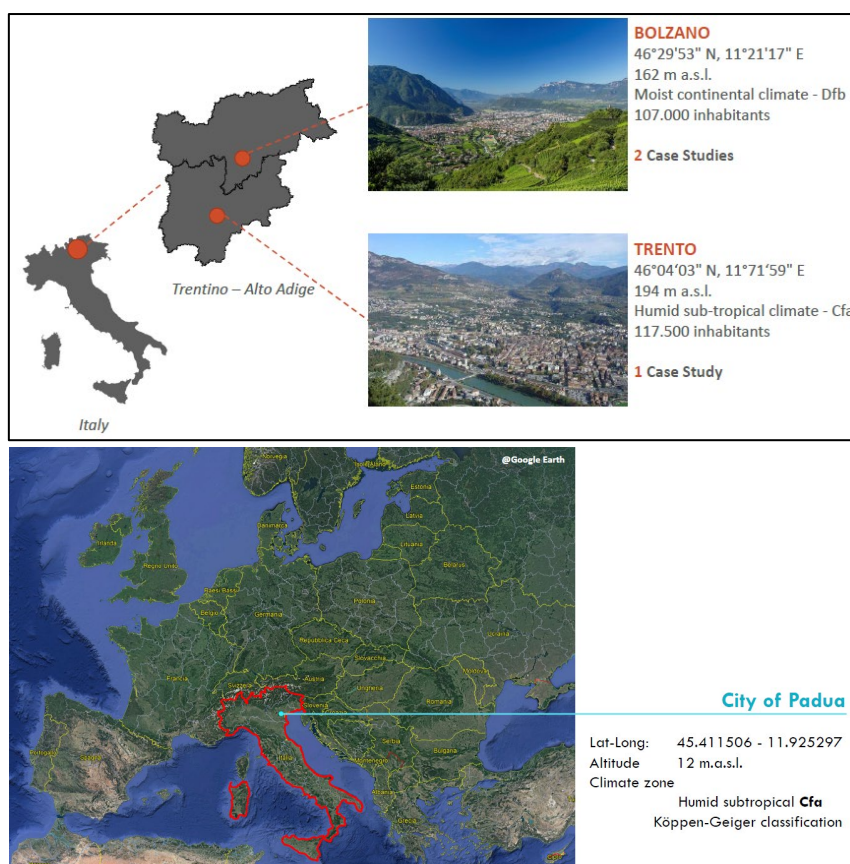 BOLZANO
46°29'53" N, 11°21'17" E
162 m a.s.l.
Moist continental climate - Dfb
107.000 inhabitants
2 Case Studies
Trentino – Alto Adige
TRENTO
46°04‘03" N, 11°71‘59" E
194 m a.s.l.
Humid sub-tropical climate - Cfa
117.500 inhabitants
1 Case Study
Italy
@Google Earth
Norvegia
Estonia
Lettonia
Danimarca
Lituania
Irlanda
Regno Unito
Belarus
Paesi Bassi
Polonia
Belgio
Germania
Ucraina
Repubblica Ceca
Slovacchia
Moldova
Francia
Austria
Ungheria
Svizzera
Slovenia
Romania
Croazia
City of Padua
Serbia
Lat-Long: 45.411506 - 11.925297
Bulgaria
Altitude 12 m.a.s.l.
Italia
Montenegro
Portogallo
Spagna
Climate zone
Albania
Humid subtropical Cfa
Grecia
Köppen-Geiger classification